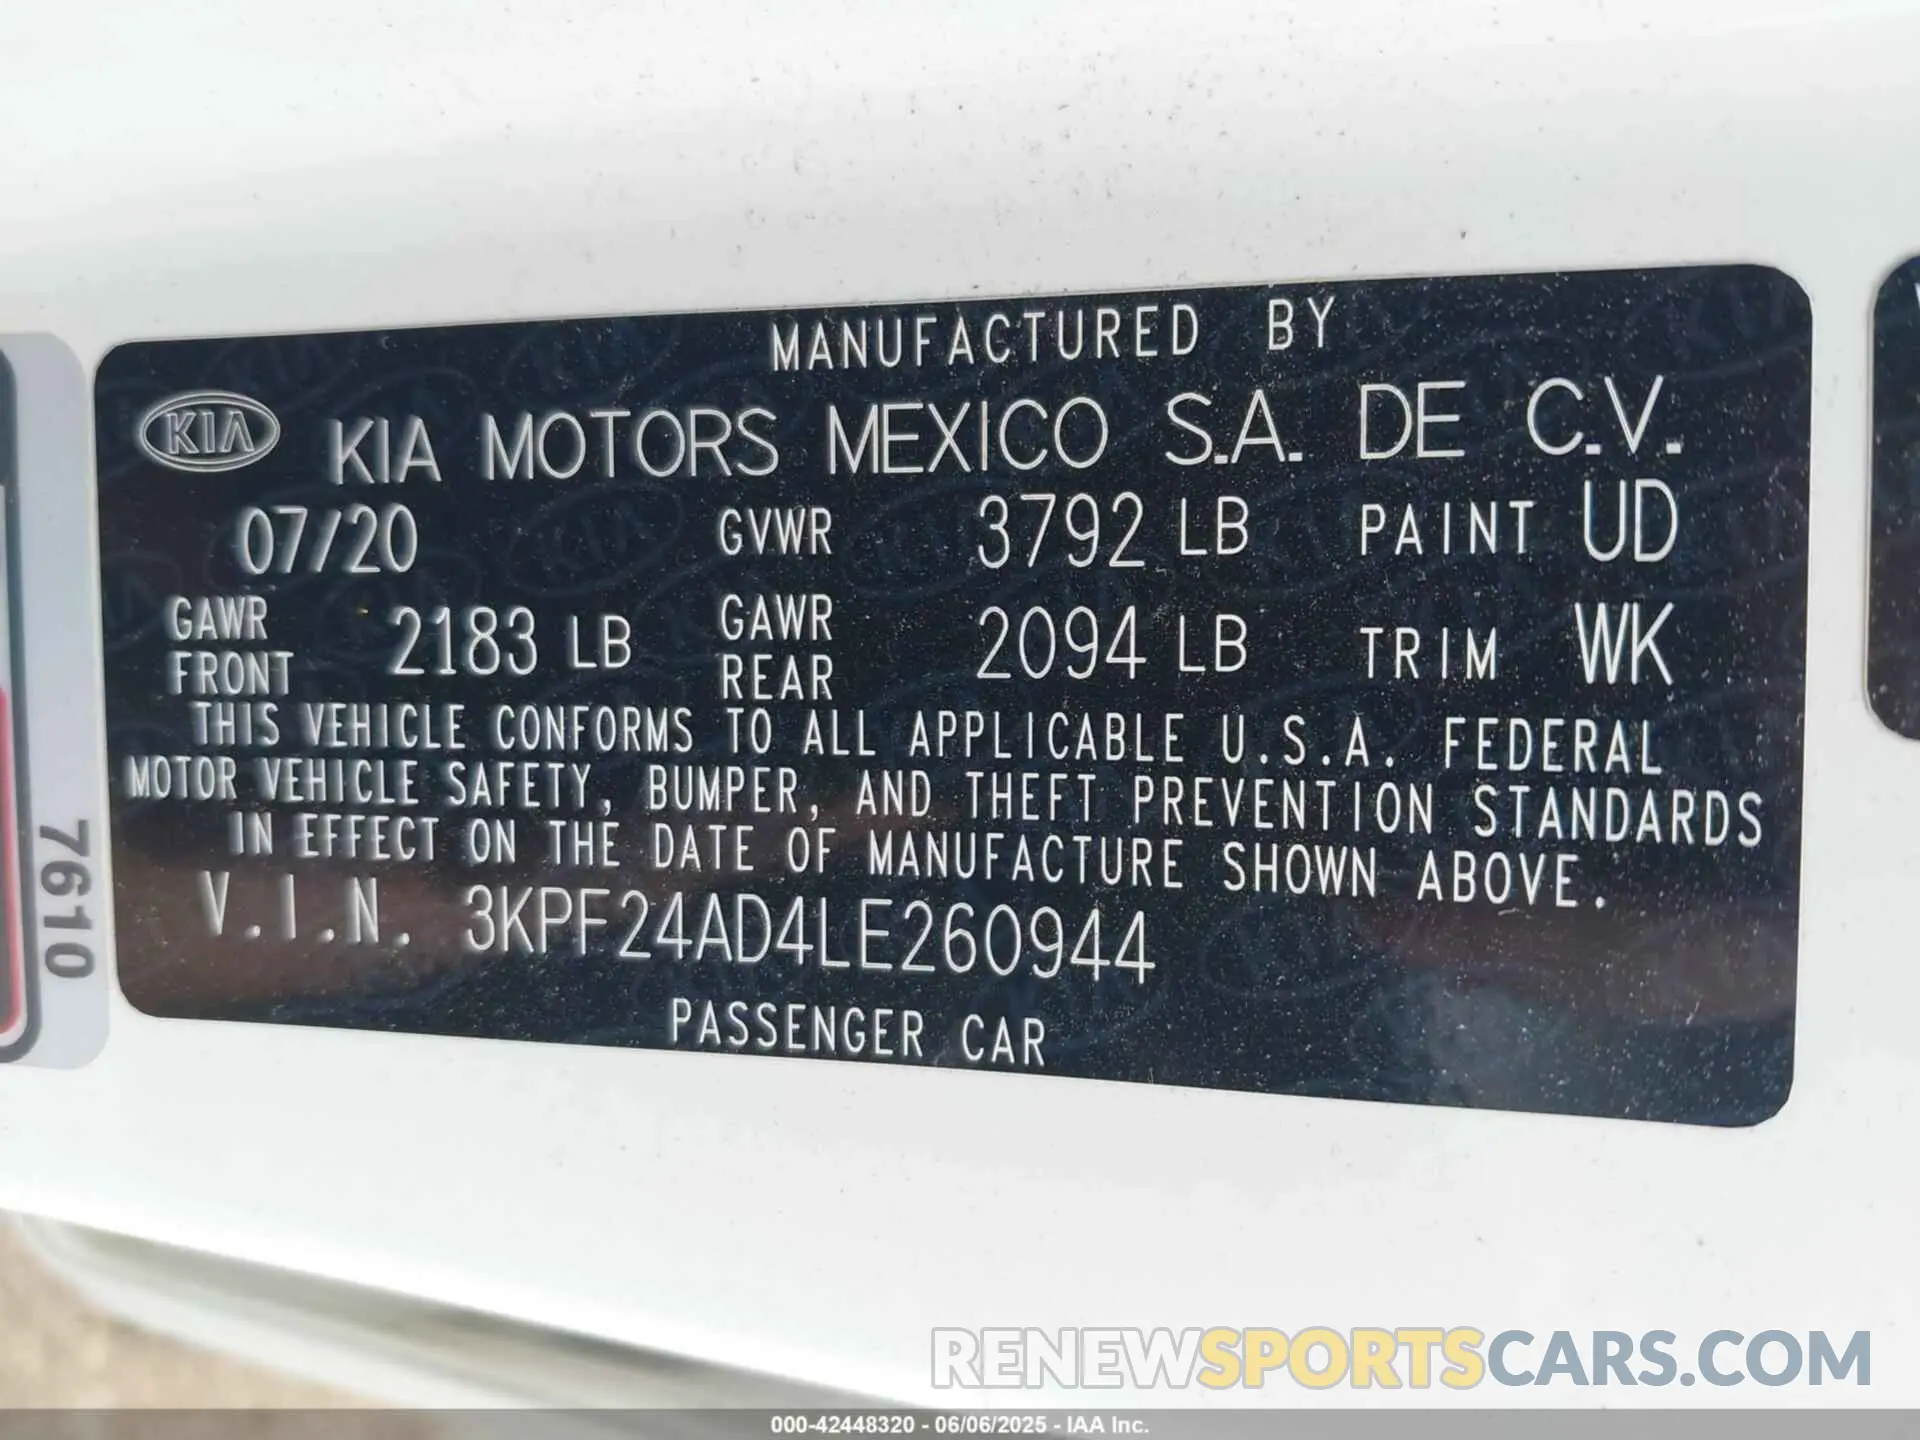 MANUFACTURED BY
KIA KIA MOTORS MEXICO S.A. DE C.V.
07/20 GVWR 3792 LB PAINT UD
GAWR FRONT 2183 LB GAWR REAR 2094 LB TRIM WK
THIS VEHICLE CONFORMS TO ALL APPLICABLE U.S.A. FEDERAL
MOTOR VEHICLE SAFETY, BUMPER, AND THEFT PREVENTION STANDARDS
IN EFFECT ON THE DATE OF MANUFACTURE SHOWN ABOVE.
V.I.N. 3KPF24AD4LE260944
PASSENGER CAR
7610
RENEWSPORTSCARS.COM
000-42448320 - 06/06/2025 - IAA Inc.